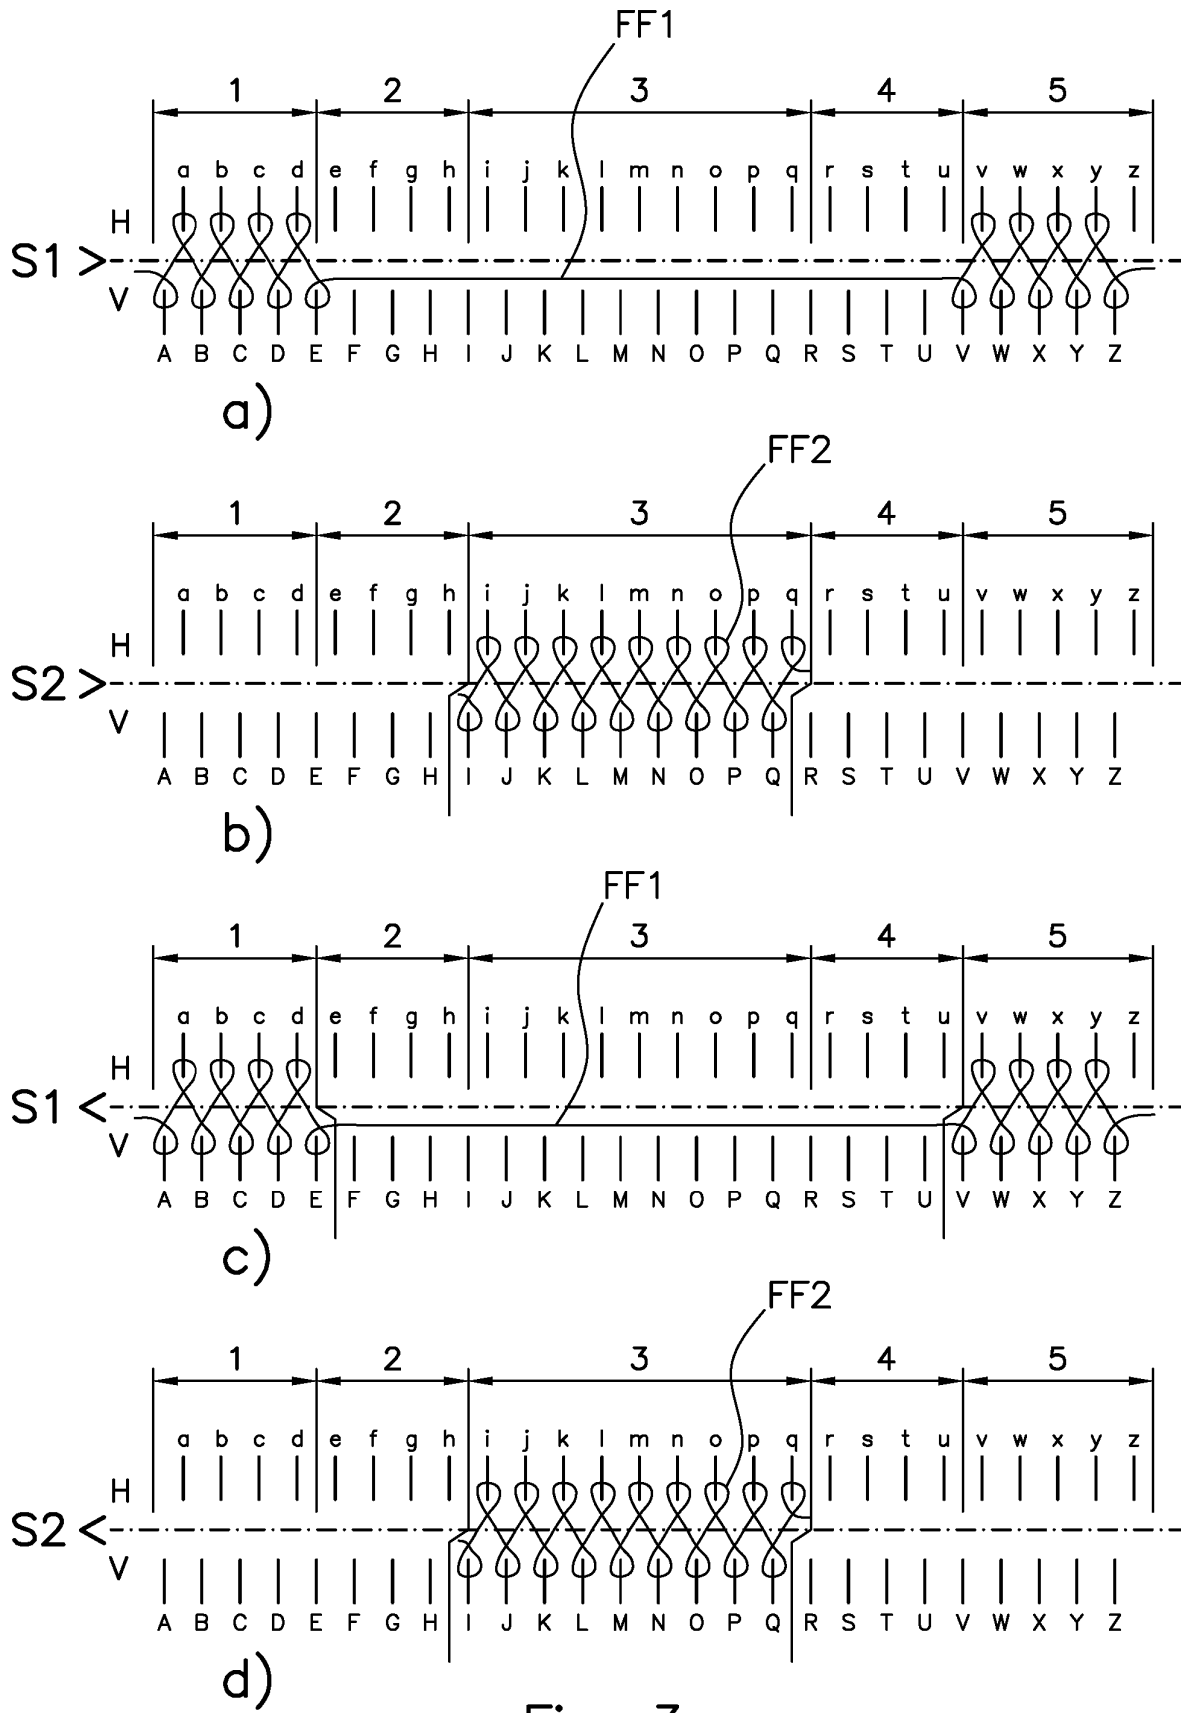 FF1
1 2 3 4 5
a b c d e f g h i j k l m n o p q r s t u v w x y z
H
S1 >
V
A B C D E F G H I J K L M N O P Q R S T U V W X Y Z
a)
FF2
1 2 3 4 5
a b c d e f g h i j k l m n o p q r s t u v w x y z
H
S2 >
V
A B C D E F G H I J K L M N O P Q R S T U V W X Y Z
b)
FF1
1 2 3 4 5
a b c d e f g h i j k l m n o p q r s t u v w x y z
H
S1 <
V
A B C D E F G H I J K L M N O P Q R S T U V W X Y Z
c)
FF2
1 2 3 4 5
a b c d e f g h i j k l m n o p q r s t u v w x y z
H
S2 <
V
A B C D E F G H I J K L M N O P Q R S T U V W X Y Z
d)